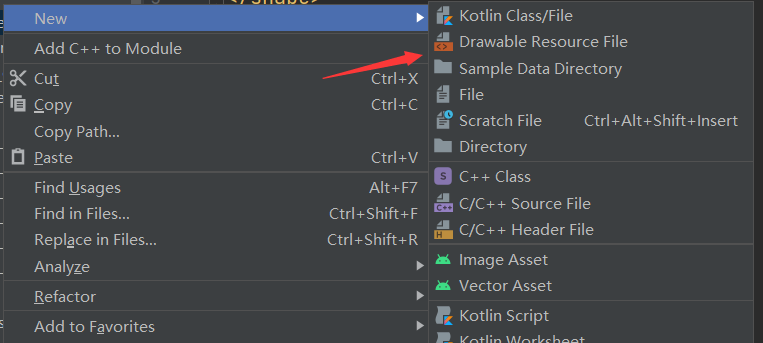 </shape>
New
Add C++ to Module
Cut Ctrl+X
Copy Ctrl+C
Copy Path...
Paste Ctrl+V
Find Usages Alt+F7
Find in Files... Ctrl+Shift+F
Replace in Files... Ctrl+Shift+R
Analyze
Refactor
Add to Favorites
Kotlin Class/File
Drawable Resource File
Sample Data Directory
File
Scratch File Ctrl+Alt+Shift+Insert
Directory
S C++ Class
C++ C/C++ Source File
H C/C++ Header File
Image Asset
Vector Asset
Kotlin Script
Kotlin Worksheet